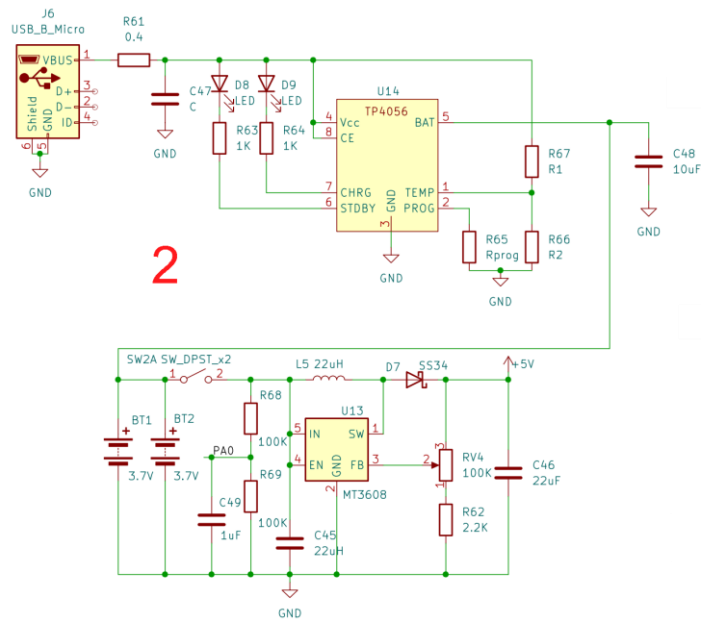 J6
USB_B_Micro
VBUS
1
D+
3
D-
2
ID
4
Shield
GND
6
5
GND
R61
0.4
C47
C
GND
D8
LED
D9
LED
R63
1K
R64
1K
U14
TP4056
4
Vcc
8
CE
7
CHRG
6
STDBY
BAT
5
TEMP
1
PROG
2
GND
3
GND
R67
R1
R65
Rprog
R66
R2
GND
C48
10uF
GND
2
SW2A SW_DPST_x2
1
2
BT1
+
3.7V
BT2
+
3.7V
R68
100K
PA0
R69
100K
C49
1uF
C45
22uH
GND
L5 22uH
U13
5
IN
4
EN
SW
1
FB
3
GND
2
MT3608
D7
SS34
+5V
3
2
1
RV4
100K
R62
2.2K
C46
22uF